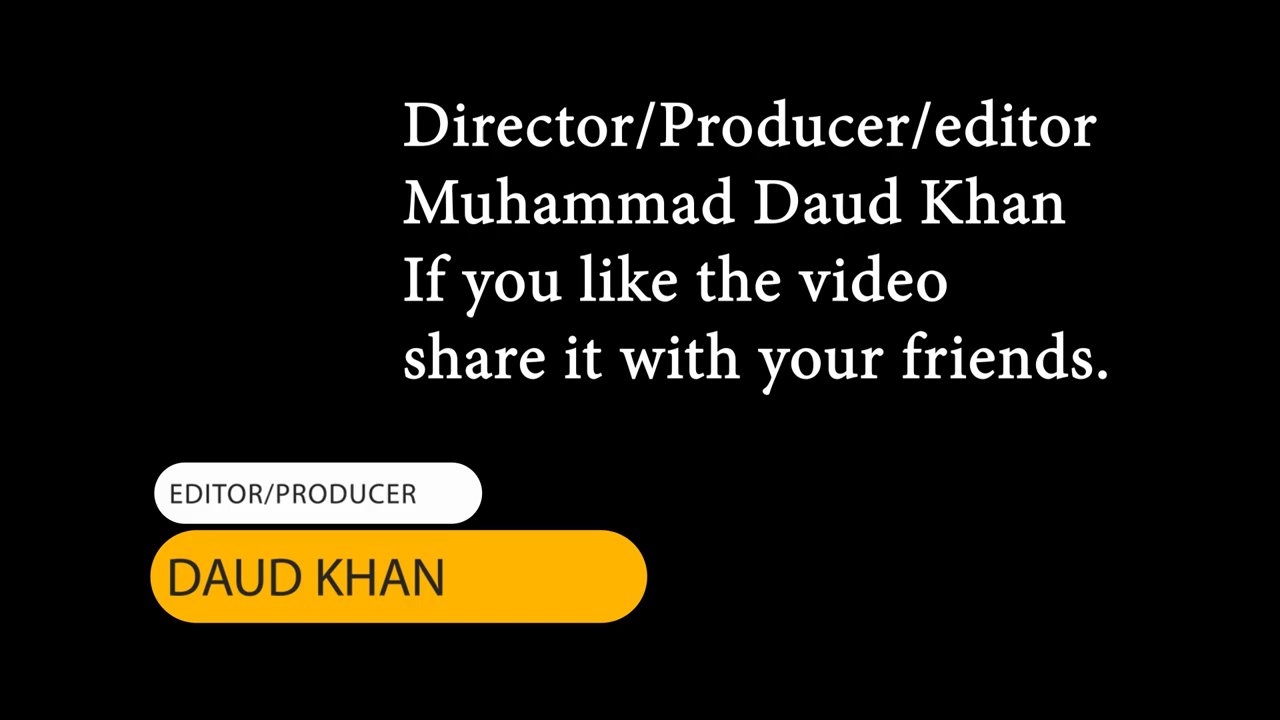 Director/Producer/editor
Muhammad Daud Khan
If you like the video
share it with your friends.
EDITOR/PRODUCER
DAUD KHAN